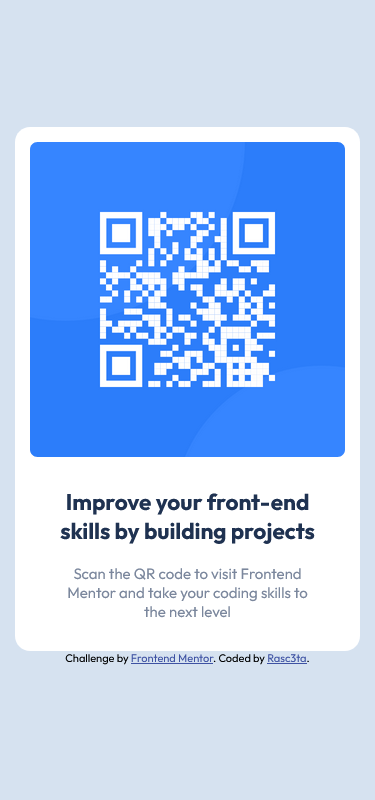 Improve your front-end
skills by building projects
Scan the QR code to visit Frontend
Mentor and take your coding skills to
the next level
Challenge by Frontend Mentor. Coded by Rasc3ta.